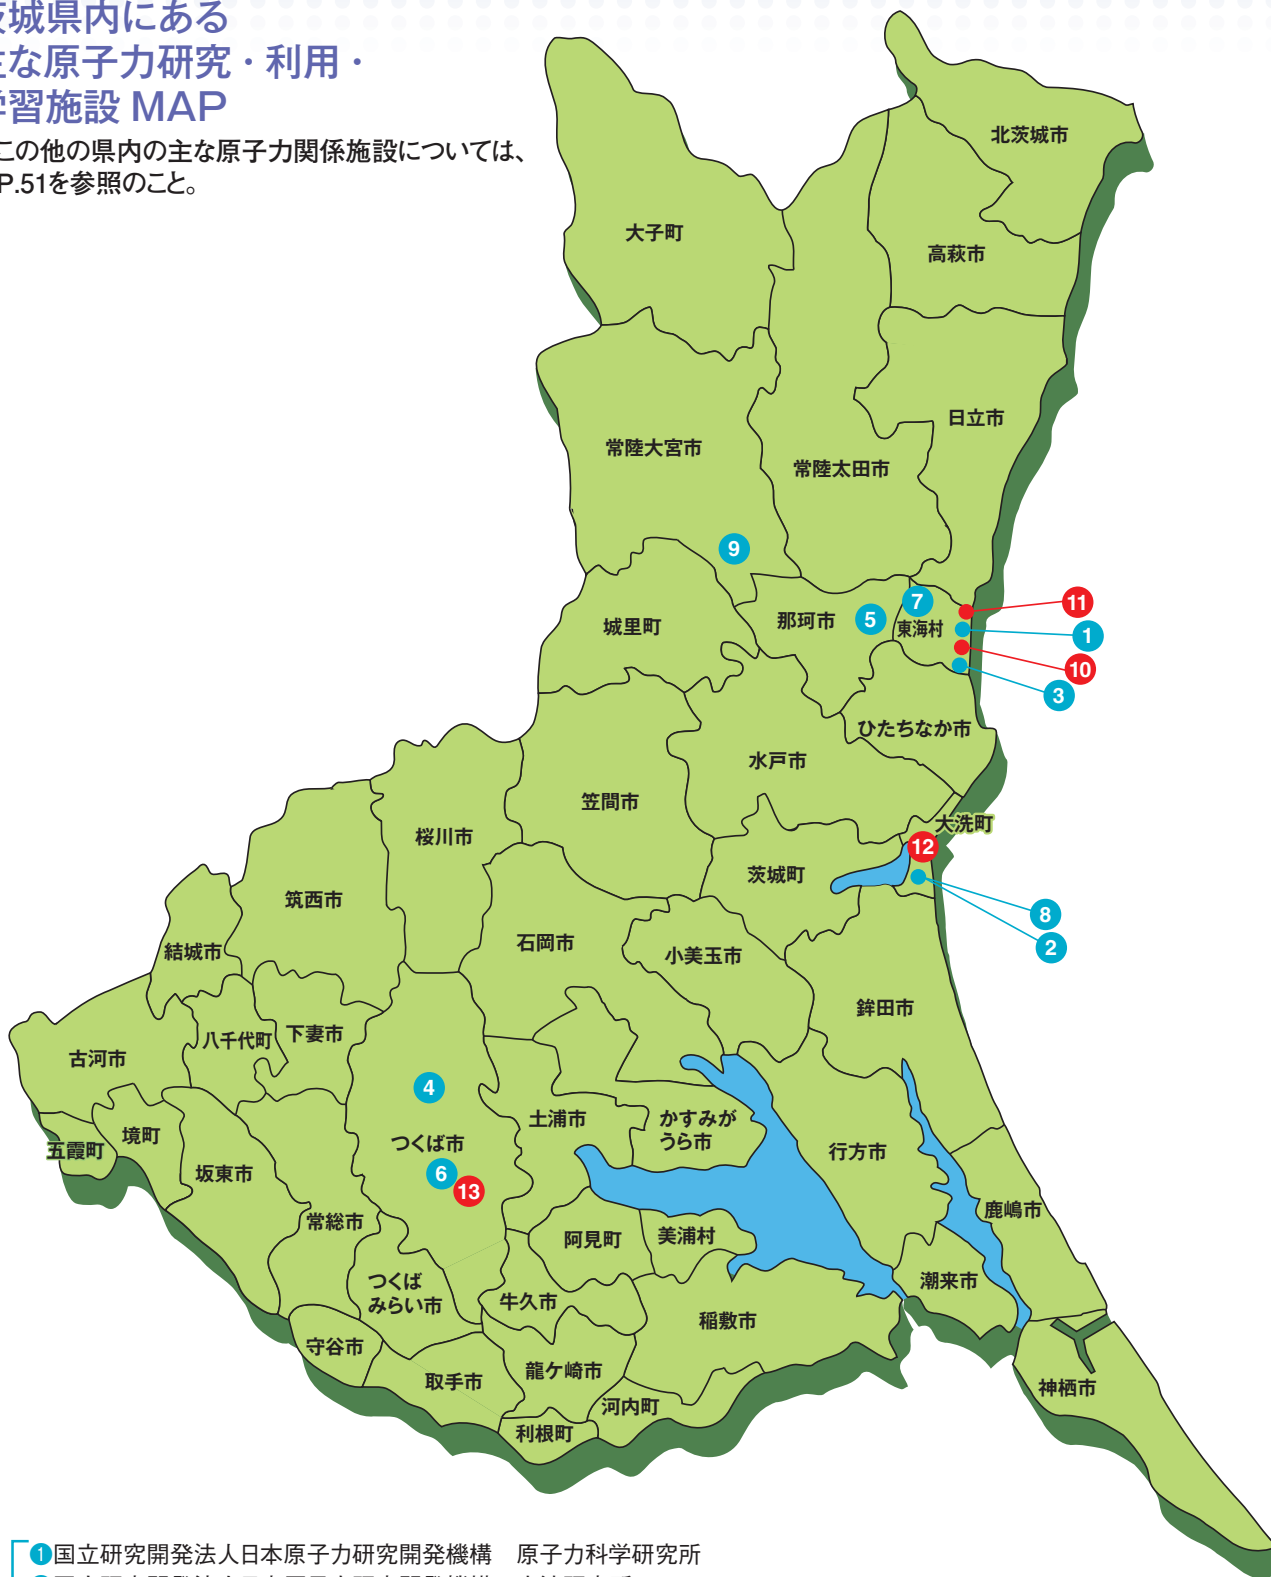 茨城県内にある
主な原子力研究・利用・
学習施設 MAP
この他の県内の主な原子力関係施設については、
P.51を参照のこと。
北茨城市
大子町
高萩市
日立市
常陸大宮市
常陸太田市
9
11
7
5
那珂市
東海村
城里町
1
10
3
ひたちなか市
水戸市
笠間市
大洗町
桜川市
12
茨城町
筑西市
8
石岡市
2
結城市
小美玉市
鉾田市
下妻市
八千代町
古河市
4
土浦市
かすみが
うら市
境町
つくば市
五霞町
行方市
坂東市
6
13
鹿嶋市
常総市
美浦村
阿見町
つくば
みらい市
潮来市
牛久市
稲敷市
守谷市
龍ケ崎市
取手市
神栖市
河内町
利根町
1国立研究開発法人日本原子力研究開発機構　原子力科学研究所